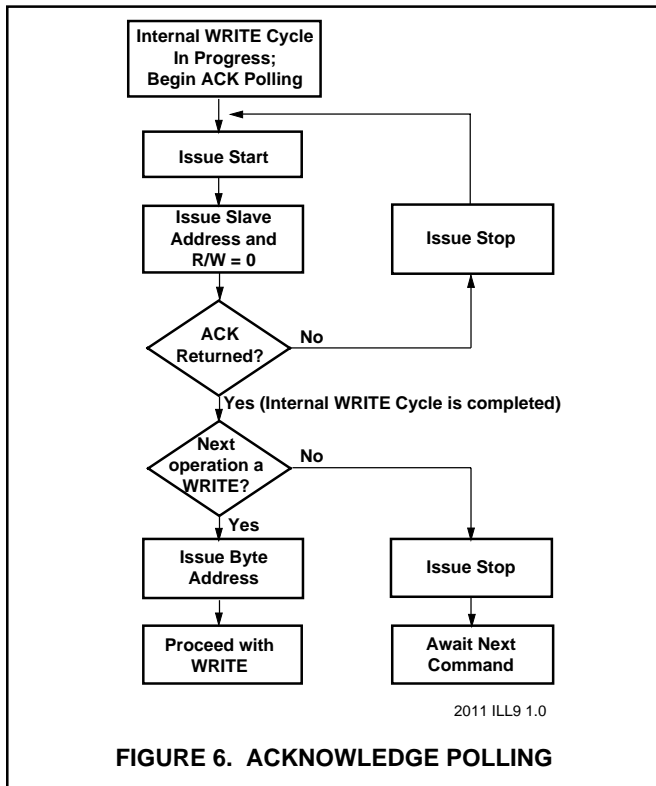 Internal WRITE Cycle
In Progress;
Begin ACK Polling
Issue Start
Issue Slave
Address and
R/W = 0
Issue Stop
ACK
Returned?
No
Yes (Internal WRITE Cycle is completed)
Next
operation a
WRITE?
No
Yes
Issue Byte
Address
Issue Stop
Proceed with
WRITE
Await Next
Command
2011 ILL9 1.0
FIGURE 6. ACKNOWLEDGE POLLING